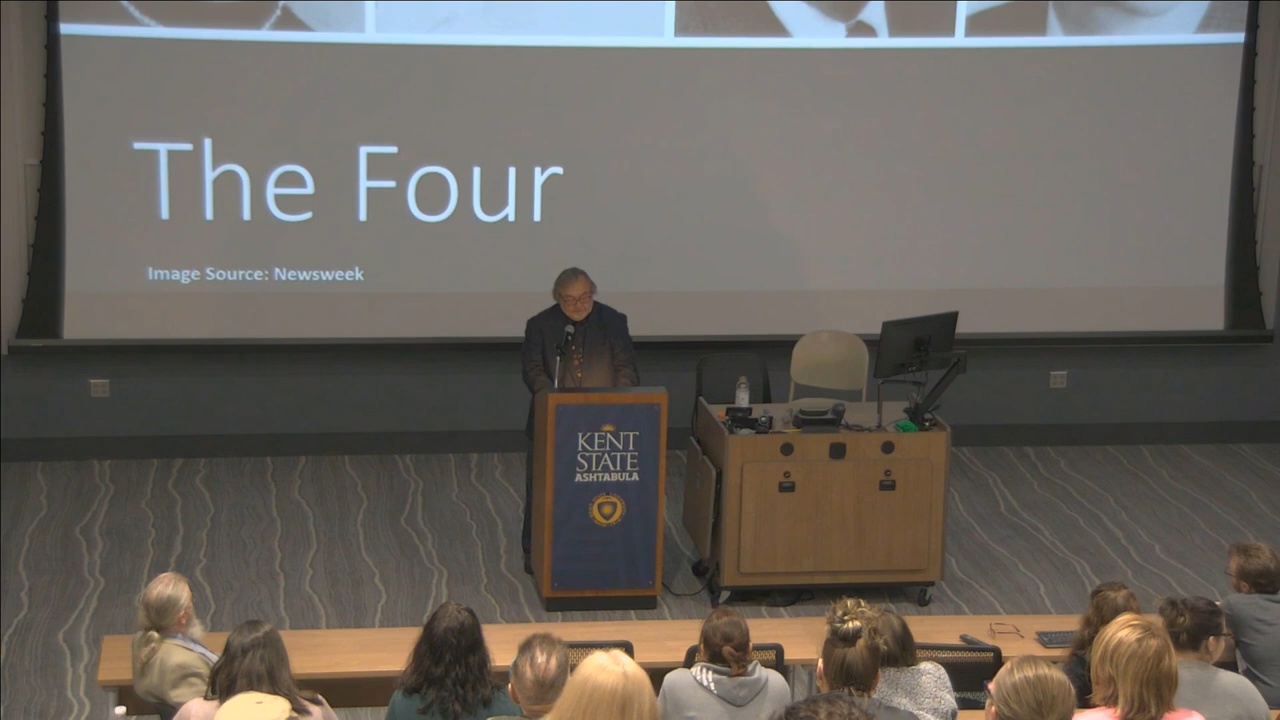 The Four
Image Source: Newsweek
KENT
STATE
ASHTABULA